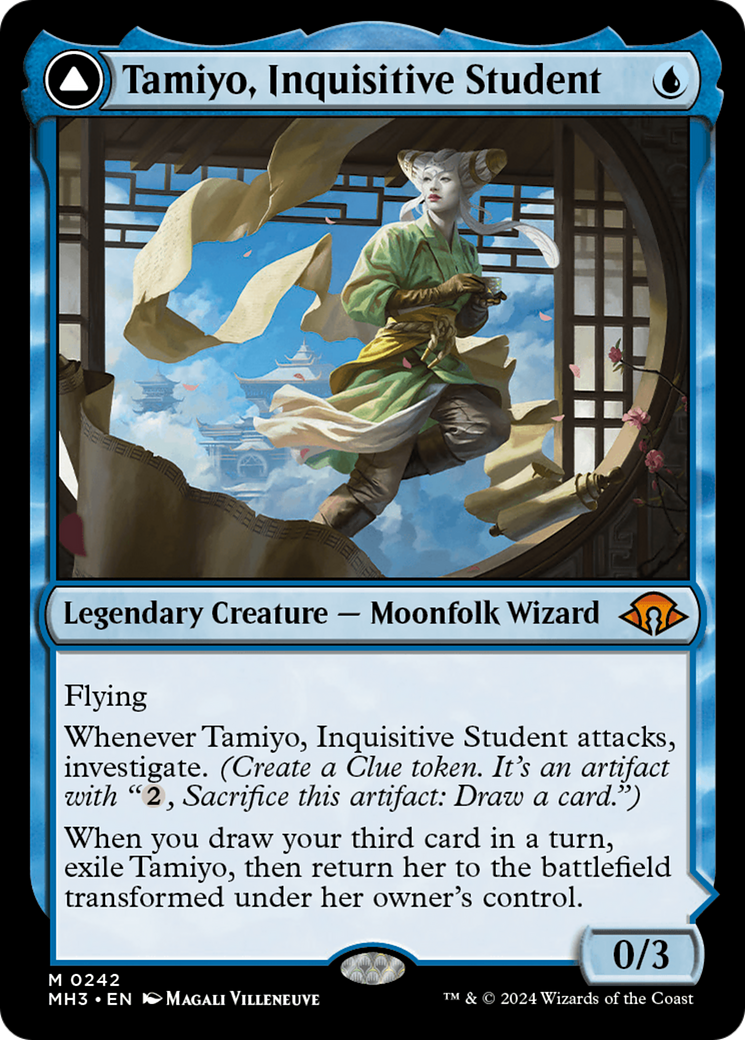 Tamiyo, Inquisitive Student
Legendary Creature — Moonfolk Wizard
Flying
Whenever Tamiyo, Inquisitive Student attacks,
investigate. (Create a Clue token. It's an artifact
with “2, Sacrifice this artifact: Draw a card.”)
When you draw your third card in a turn,
exile Tamiyo, then return her to the battlefield
transformed under her owner's control.
0/3
M 0242
MH3 • EN Magali Villeneuve
™ & © 2024 Wizards of the Coast